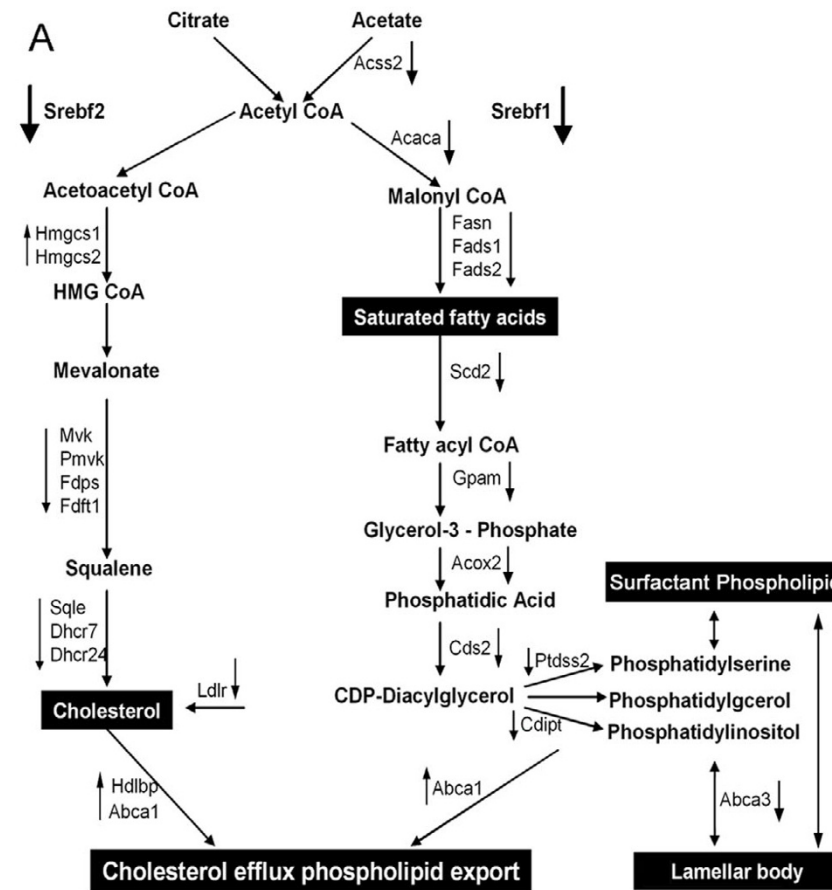 A
Citrate
Acetate
Acss2
Srebf2
Acetyl CoA
Srebf1
Acaca
Acetoacetyl CoA
Malonyl CoA
Hmgcs1
Hmgcs2
Fasn
Fads1
Fads2
HMG CoA
Saturated fatty acids
Mevalonate
Scd2
Mvk
Pmvk
Fdps
Fdft1
Fatty acyl CoA
Gpam
Glycerol-3 - Phosphate
Squalene
Acox2
Surfactant Phospholipid
Phosphatidic Acid
Sqle
Dhcr7
Dhcr24
Cds2
Ptdss2
Phosphatidylserine
Ldlr
CDP-Diacylglycerol
Phosphatidylgcerol
Cholesterol
Cdipt
Phosphatidylinositol
Hdlbp
Abca1
Abca1
Abca3
Cholesterol efflux phospholipid export
Lamellar body